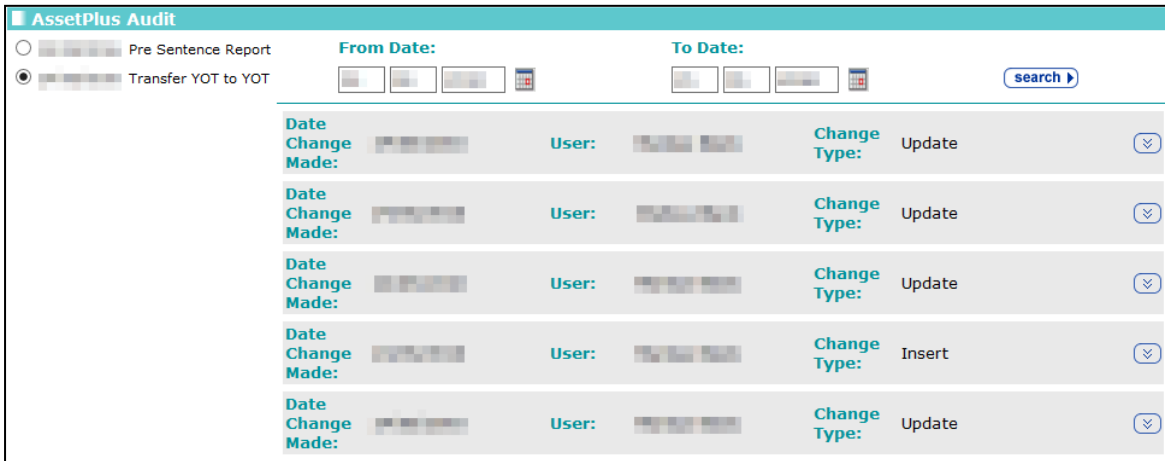 AssetPlus Audit
Pre Sentence Report
Transfer YOT to YOT
From Date:
To Date:
search
Date
Change
Made:
User:
Change
Type:
Update
Date
Change
Made:
User:
Change
Type:
Update
Date
Change
Made:
User:
Change
Type:
Update
Date
Change
Made:
User:
Change
Type:
Insert
Date
Change
Made:
User:
Change
Type:
Update